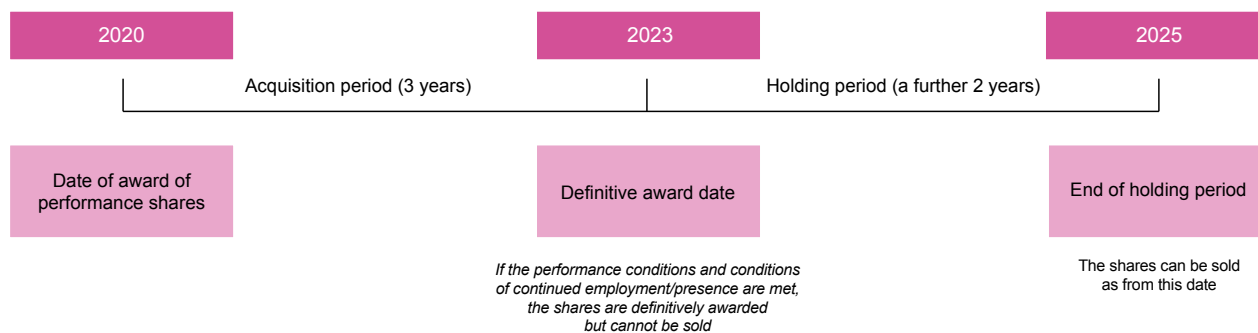 2020
2023
2025
Acquisition period (3 years)
Holding period (a further 2 years)
Date of award of
performance shares
Definitive award date
End of holding period
If the performance conditions and conditions
of continued employment/presence are met,
the shares are definitively awarded
but cannot be sold
The shares can be sold
as from this date